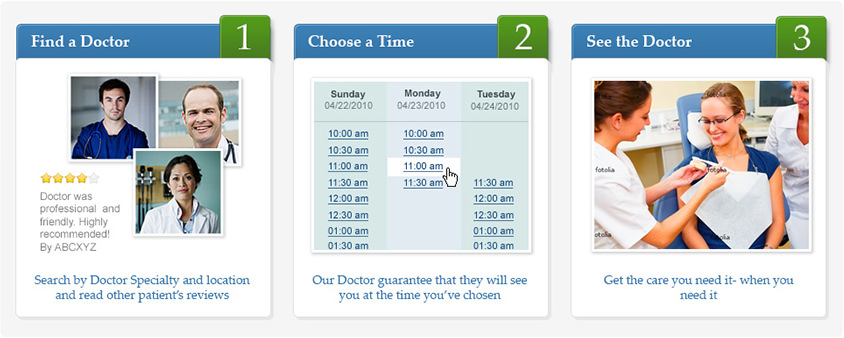 Find a Doctor
1
Doctor was
professional and
friendly. Highly
recommended!
By ABCXYZ
Search by Doctor Specialty and location
and read other patient's reviews
Choose a Time
2
Sunday Monday Tuesday
04/22/2010 04/23/2010 04/24/2010
10:00 am 10:00 am
10:30 am 10:30 am
11:00 am 11:00 am
11:30 am 11:30 am 11:30 am
12:00 am 12:00 am
12:30 am 12:30 am
01:00 am 01:00 am
01:30 am 01:30 am
Our Doctor guarantee that they will see
you at the time you've chosen
See the Doctor
3
fotolia
fotolia
fotolia
fotolia
Get the care you need it- when you
need it